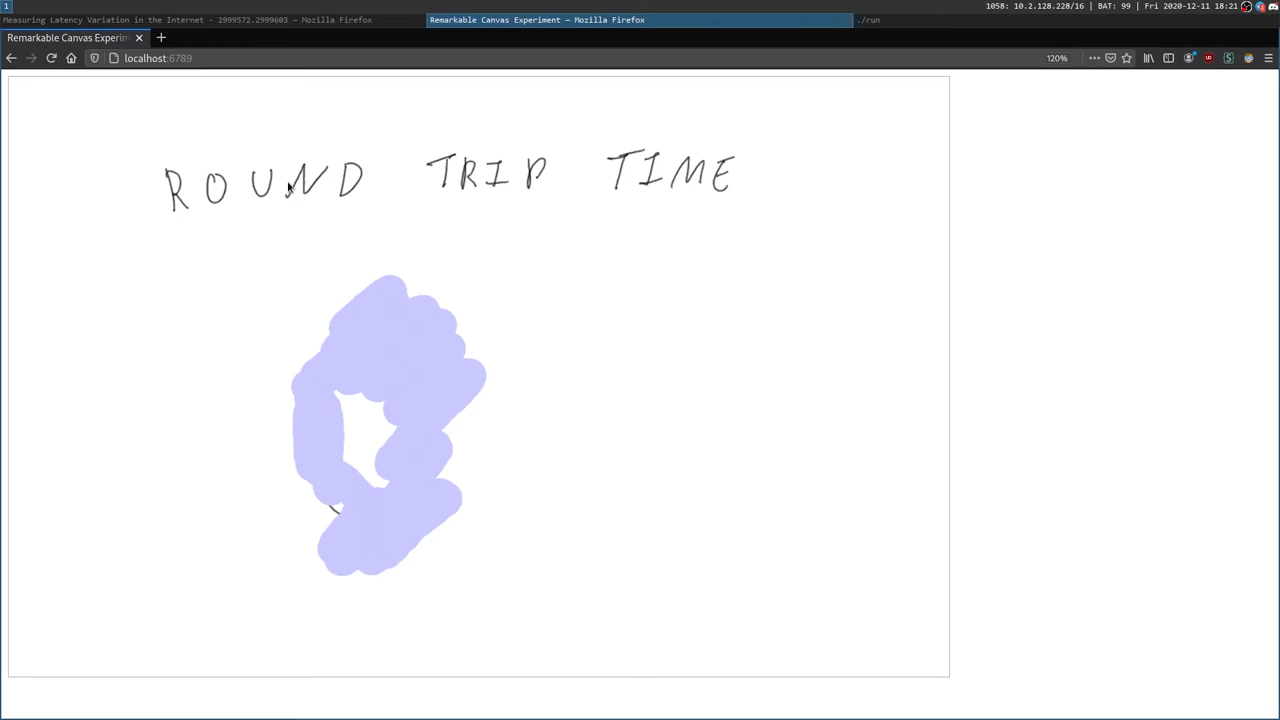 1
1058: 10.2.128.228/16 | BAT: 99 | Fri 2020-12-11 18:21
Measuring Latency Variation in the Internet - 2999572.2999603 — Mozilla Firefox Remarkable Canvas Experiment — Mozilla Firefox ./run
Remarkable Canvas Experim
localhost:6789 120%
ROUND TRIP TIME